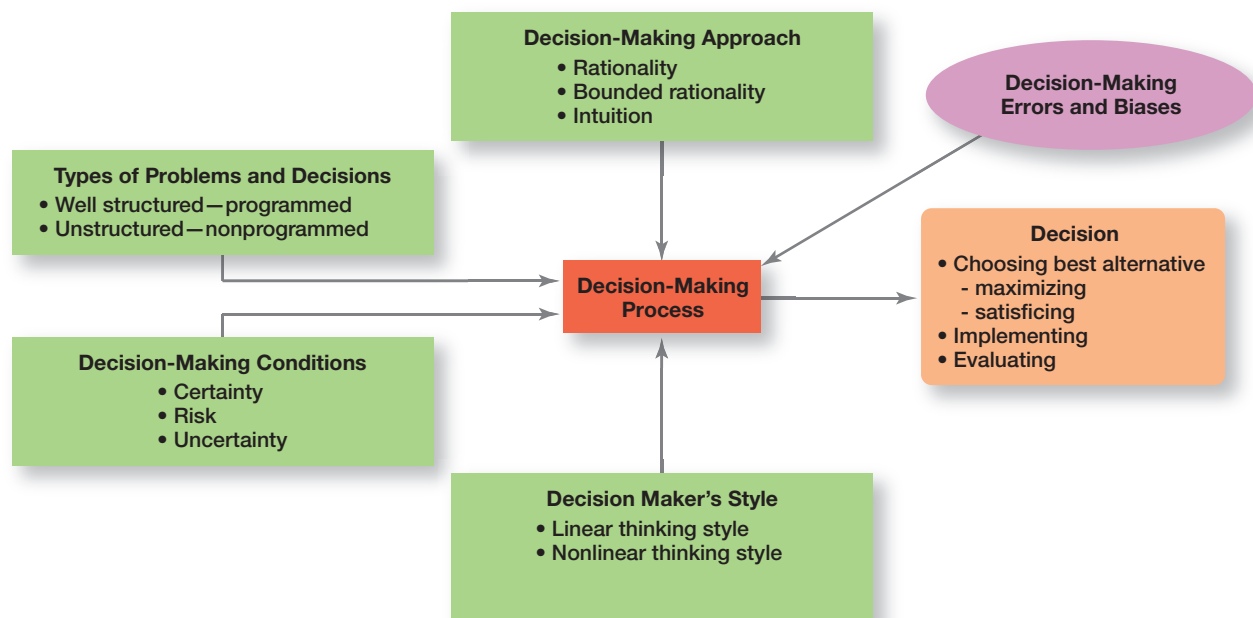 Decision-Making Approach
• Rationality
• Bounded rationality
• Intuition
Decision-Making
Errors and Biases
Types of Problems and Decisions
• Well structured—programmed
• Unstructured—nonprogrammed
Decision
• Choosing best alternative
- maximizing
- satisficing
• Implementing
• Evaluating
Decision-Making
Process
Decision-Making Conditions
• Certainty
• Risk
• Uncertainty
Decision Maker’s Style
• Linear thinking style
• Nonlinear thinking style